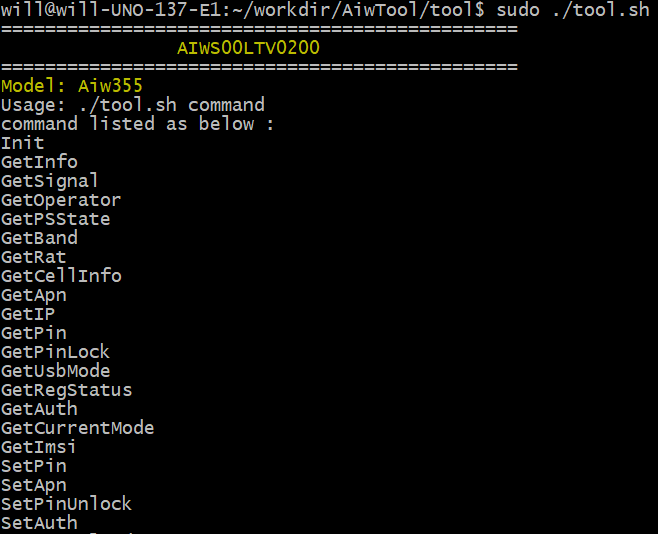 will@will-UNO-137-E1:~/workdir/AiwTool/tool$ sudo ./tool.sh
===============================================
AIWSOOLTV0200
===============================================
Model: Aiw355
Usage: ./tool.sh command
command listed as below :
Init
GetInfo
GetSignal
GetOperator
GetPSState
GetBand
GetRat
GetCellInfo
GetApn
GetIP
GetPin
GetPinLock
GetUsbMode
GetRegStatus
GetAuth
GetCurrentMode
GetImsi
SetPin
SetApn
SetPinUnlock
SetAuth